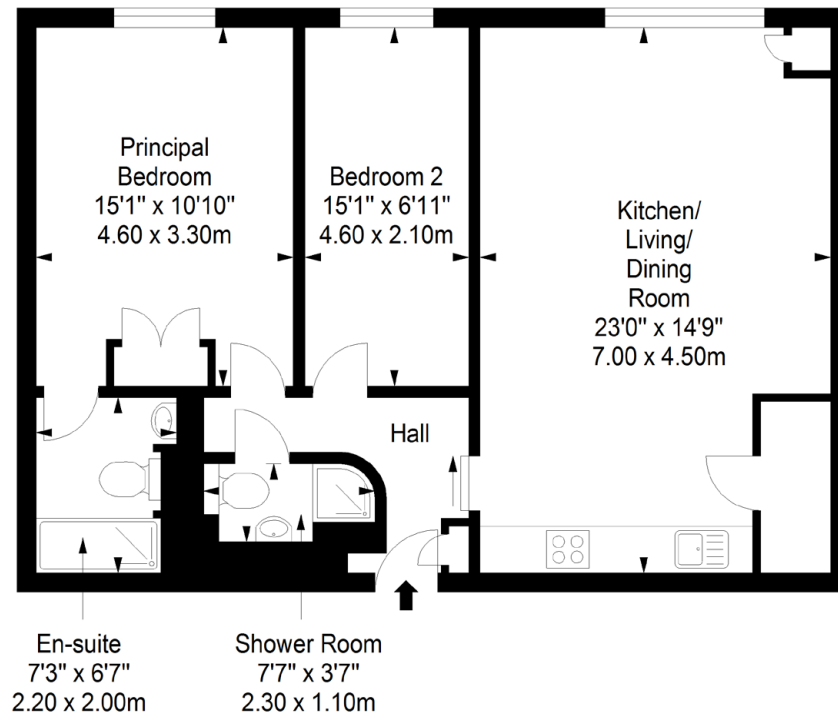 Principal
Bedroom
15'1" x 10'10"
4.60 x 3.30m
Bedroom 2
15'1" x 6'11"
4.60 x 2.10m
Kitchen/
Living/
Dining
Room
23'0" x 14'9"
7.00 x 4.50m
Hall
En-suite
7'3" x 6'7"
2.20 x 2.00m
Shower Room
7'7" x 3'7"
2.30 x 1.10m